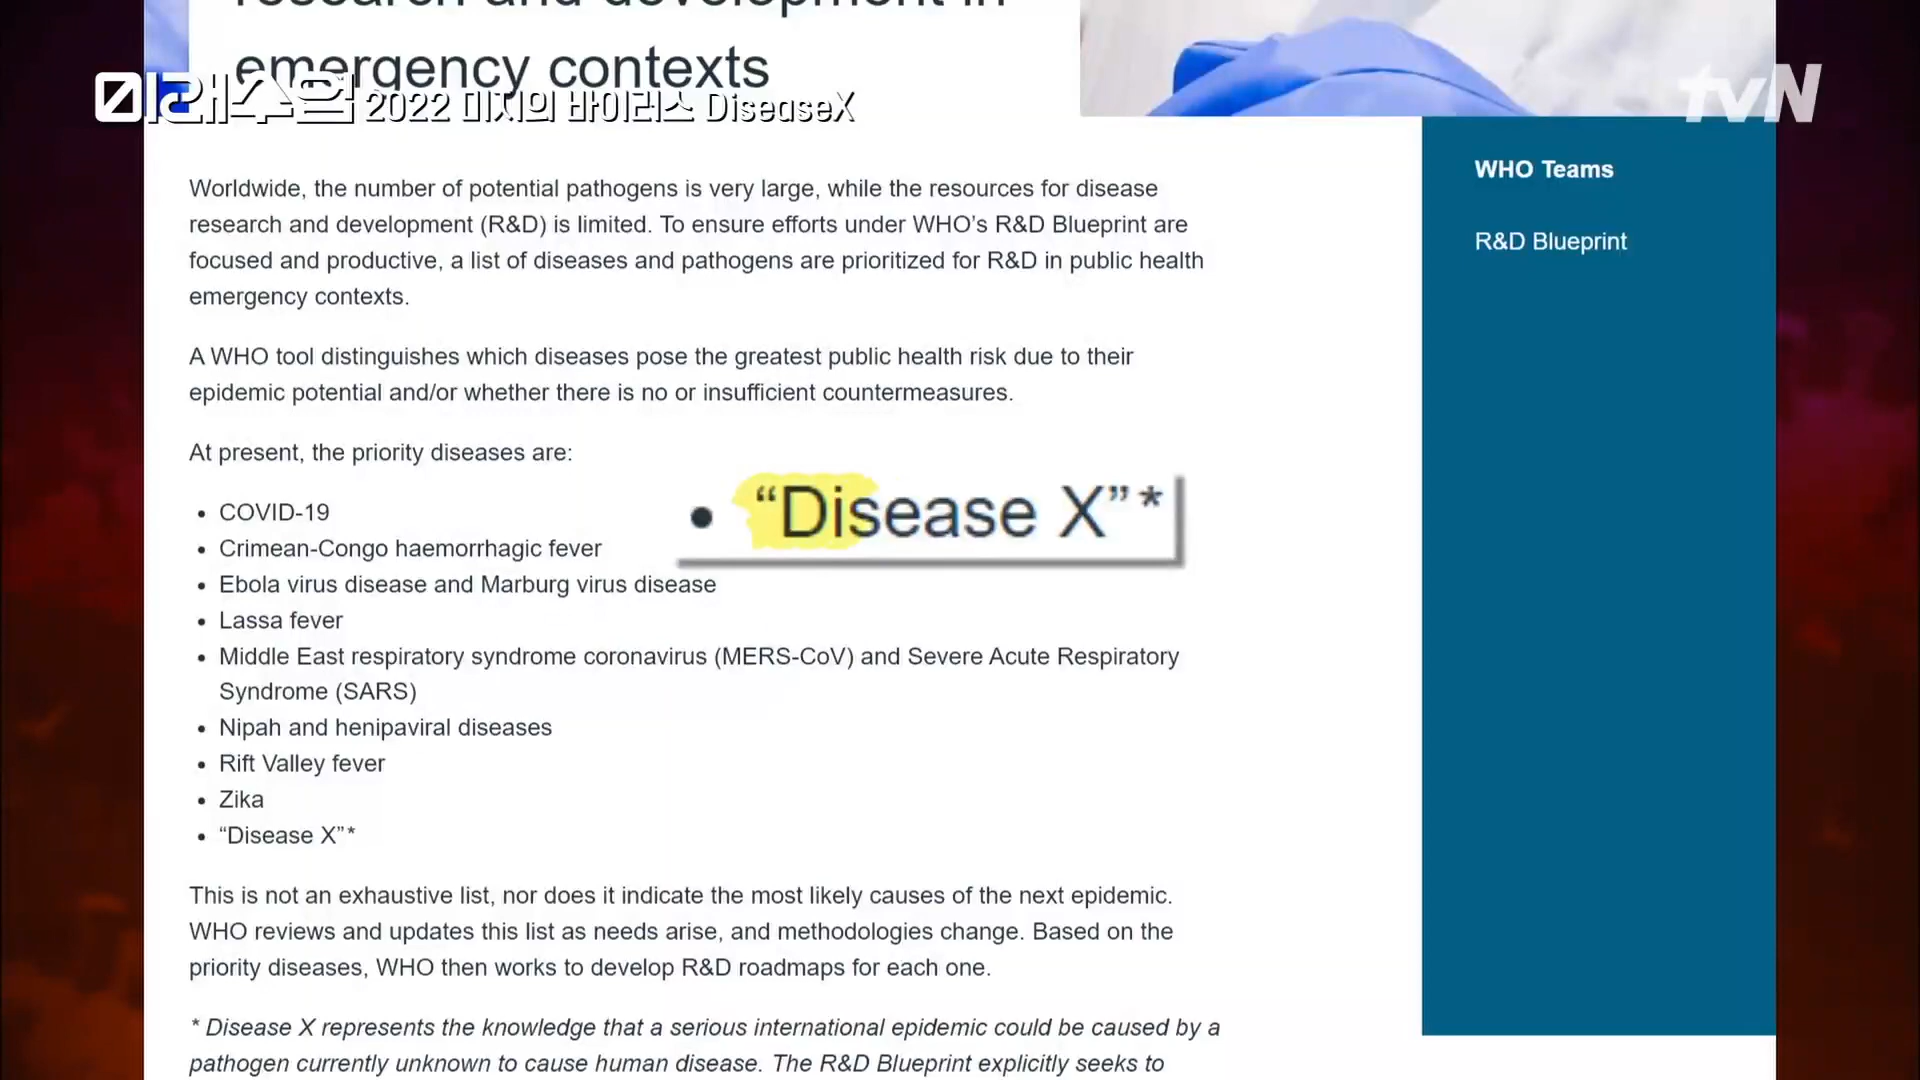 research and development in
emergency contexts
미래수업 2022 미지의 바이러스 DiseaseX
tvN
WHO Teams
R&D Blueprint
Worldwide, the number of potential pathogens is very large, while the resources for disease
research and development (R&D) is limited. To ensure efforts under WHO’s R&D Blueprint are
focused and productive, a list of diseases and pathogens are prioritized for R&D in public health
emergency contexts.
A WHO tool distinguishes which diseases pose the greatest public health risk due to their
epidemic potential and/or whether there is no or insufficient countermeasures.
At present, the priority diseases are:
• “Disease X”*
• COVID-19
• Crimean-Congo haemorrhagic fever
• Ebola virus disease and Marburg virus disease
• Lassa fever
• Middle East respiratory syndrome coronavirus (MERS-CoV) and Severe Acute Respiratory
Syndrome (SARS)
• Nipah and henipaviral diseases
• Rift Valley fever
• Zika
• “Disease X”*
This is not an exhaustive list, nor does it indicate the most likely causes of the next epidemic.
WHO reviews and updates this list as needs arise, and methodologies change. Based on the
priority diseases, WHO then works to develop R&D roadmaps for each one.
* Disease X represents the knowledge that a serious international epidemic could be caused by a
pathogen currently unknown to cause human disease. The R&D Blueprint explicitly seeks to